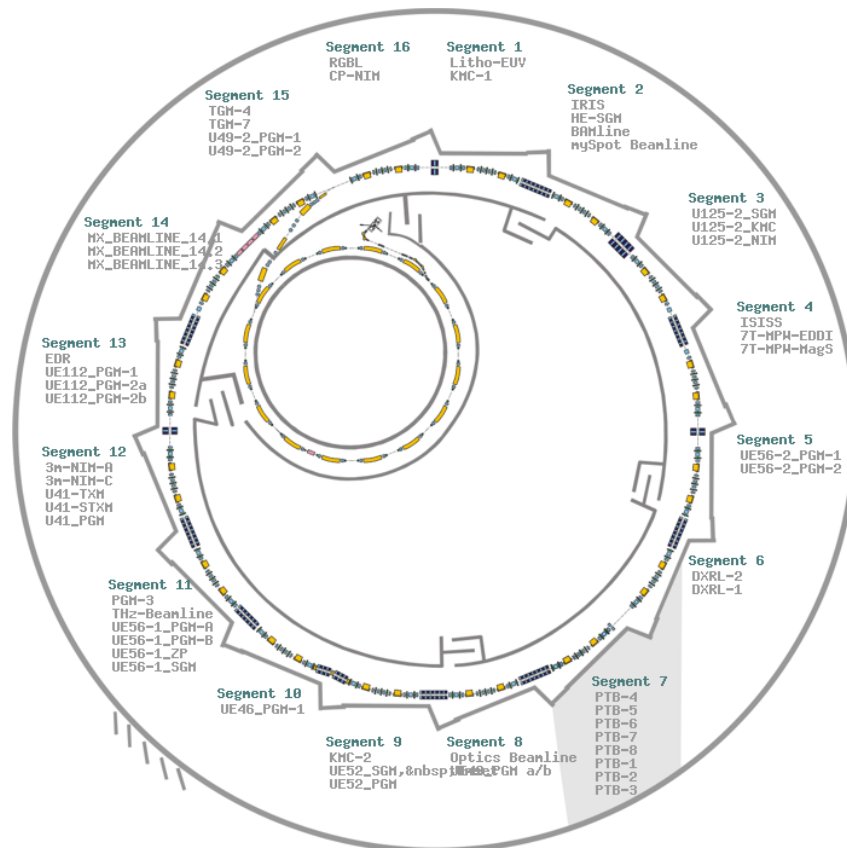 Segment 16
RGBL
CP-NIM
Segment 1
Litho-EUV
KMC-1
Segment 15
TGM-4
TGM-7
U49-2_PGM-1
U49-2_PGM-2
Segment 2
IRIS
HE-SGM
BAMline
mySpot Beamline
Segment 3
U125-2_SGM
U125-2_KMC
U125-2_NIM
Segment 14
MX_BEAMLINE_14.1
MX_BEAMLINE_14.2
MX_BEAMLINE_14.3
Segment 4
ISISS
7T-MPW-EDDI
7T-MPW-MagS
Segment 13
EDR
UE112_PGM-1
UE112_PGM-2a
UE112_PGM-2b
Segment 5
UE56-2_PGM-1
UE56-2_PGM-2
Segment 12
3m-NIM-A
3m-NIM-C
U41-TXM
U41-STXM
U41_PGM
Segment 6
DXRL-2
DXRL-1
Segment 11
PGM-3
THz-Beamline
UE56-1_PGM-A
UE56-1_PGM-B
UE56-1_ZP
UE56-1_SGM
Segment 7
PTB-4
PTB-5
PTB-6
PTB-7
PTB-8
PTB-1
PTB-2
PTB-3
Segment 10
UE46_PGM-1
Segment 9
KMC-2
UE52_SGM,&nbsp
UE52_PGM
Segment 8
Optics Beamline
UE49_PGM a/b